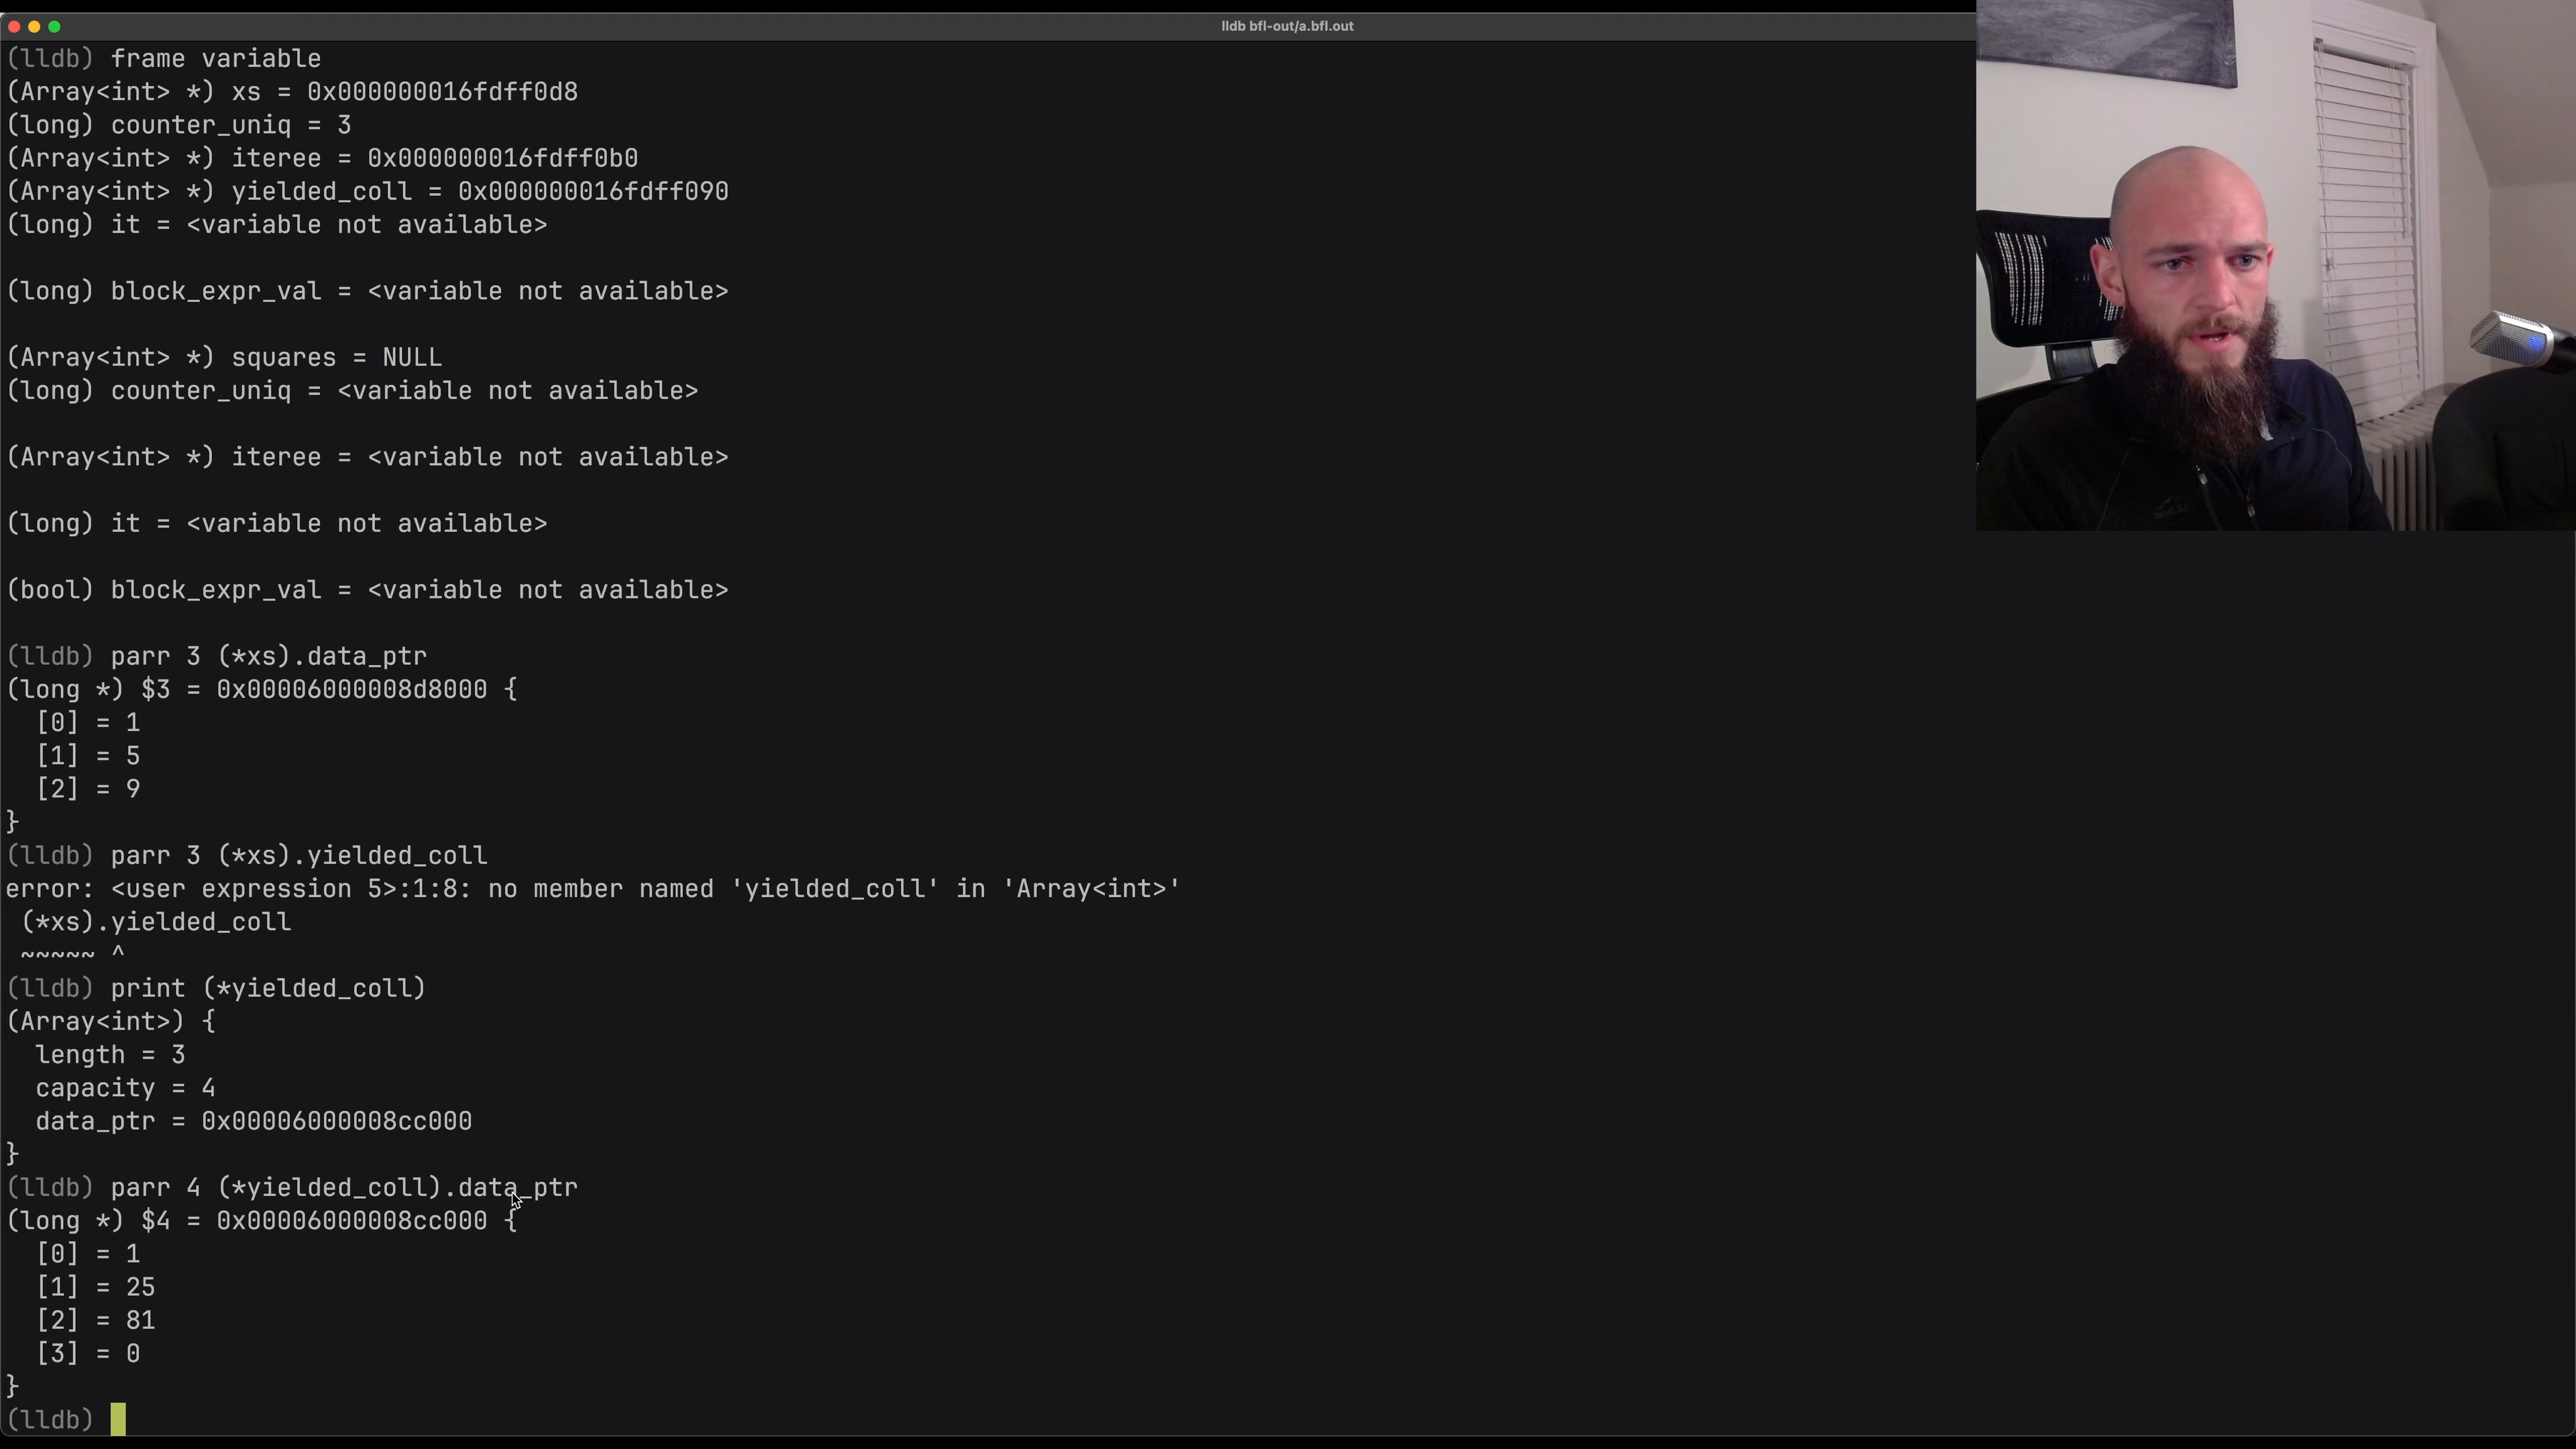 lldb bfl-out/a.bfl.out
(lldb) frame variable
(Array<int> *) xs = 0x000000016fdff0d8
(long) counter_uniq = 3
(Array<int> *) iteree = 0x000000016fdff0b0
(Array<int> *) yielded_coll = 0x000000016fdff090
(long) it = <variable not available>
(long) block_expr_val = <variable not available>
(Array<int> *) squares = NULL
(long) counter_uniq = <variable not available>
(Array<int> *) iteree = <variable not available>
(long) it = <variable not available>
(bool) block_expr_val = <variable not available>
(lldb) parr 3 (*xs).data_ptr
(long *) $3 = 0x00006000008d8000 {
[0] = 1
[1] = 5
[2] = 9
}
(lldb) parr 3 (*xs).yielded_coll
error: <user expression 5>:1:8: no member named 'yielded_coll' in 'Array<int>'
(*xs).yielded_coll
~~~~~ ^
(lldb) print (*yielded_coll)
(Array<int>) {
length = 3
capacity = 4
data_ptr = 0x00006000008cc000
}
(lldb) parr 4 (*yielded_coll).data_ptr
(long *) $4 = 0x00006000008cc000 {
[0] = 1
[1] = 25
[2] = 81
[3] = 0
}
(lldb)